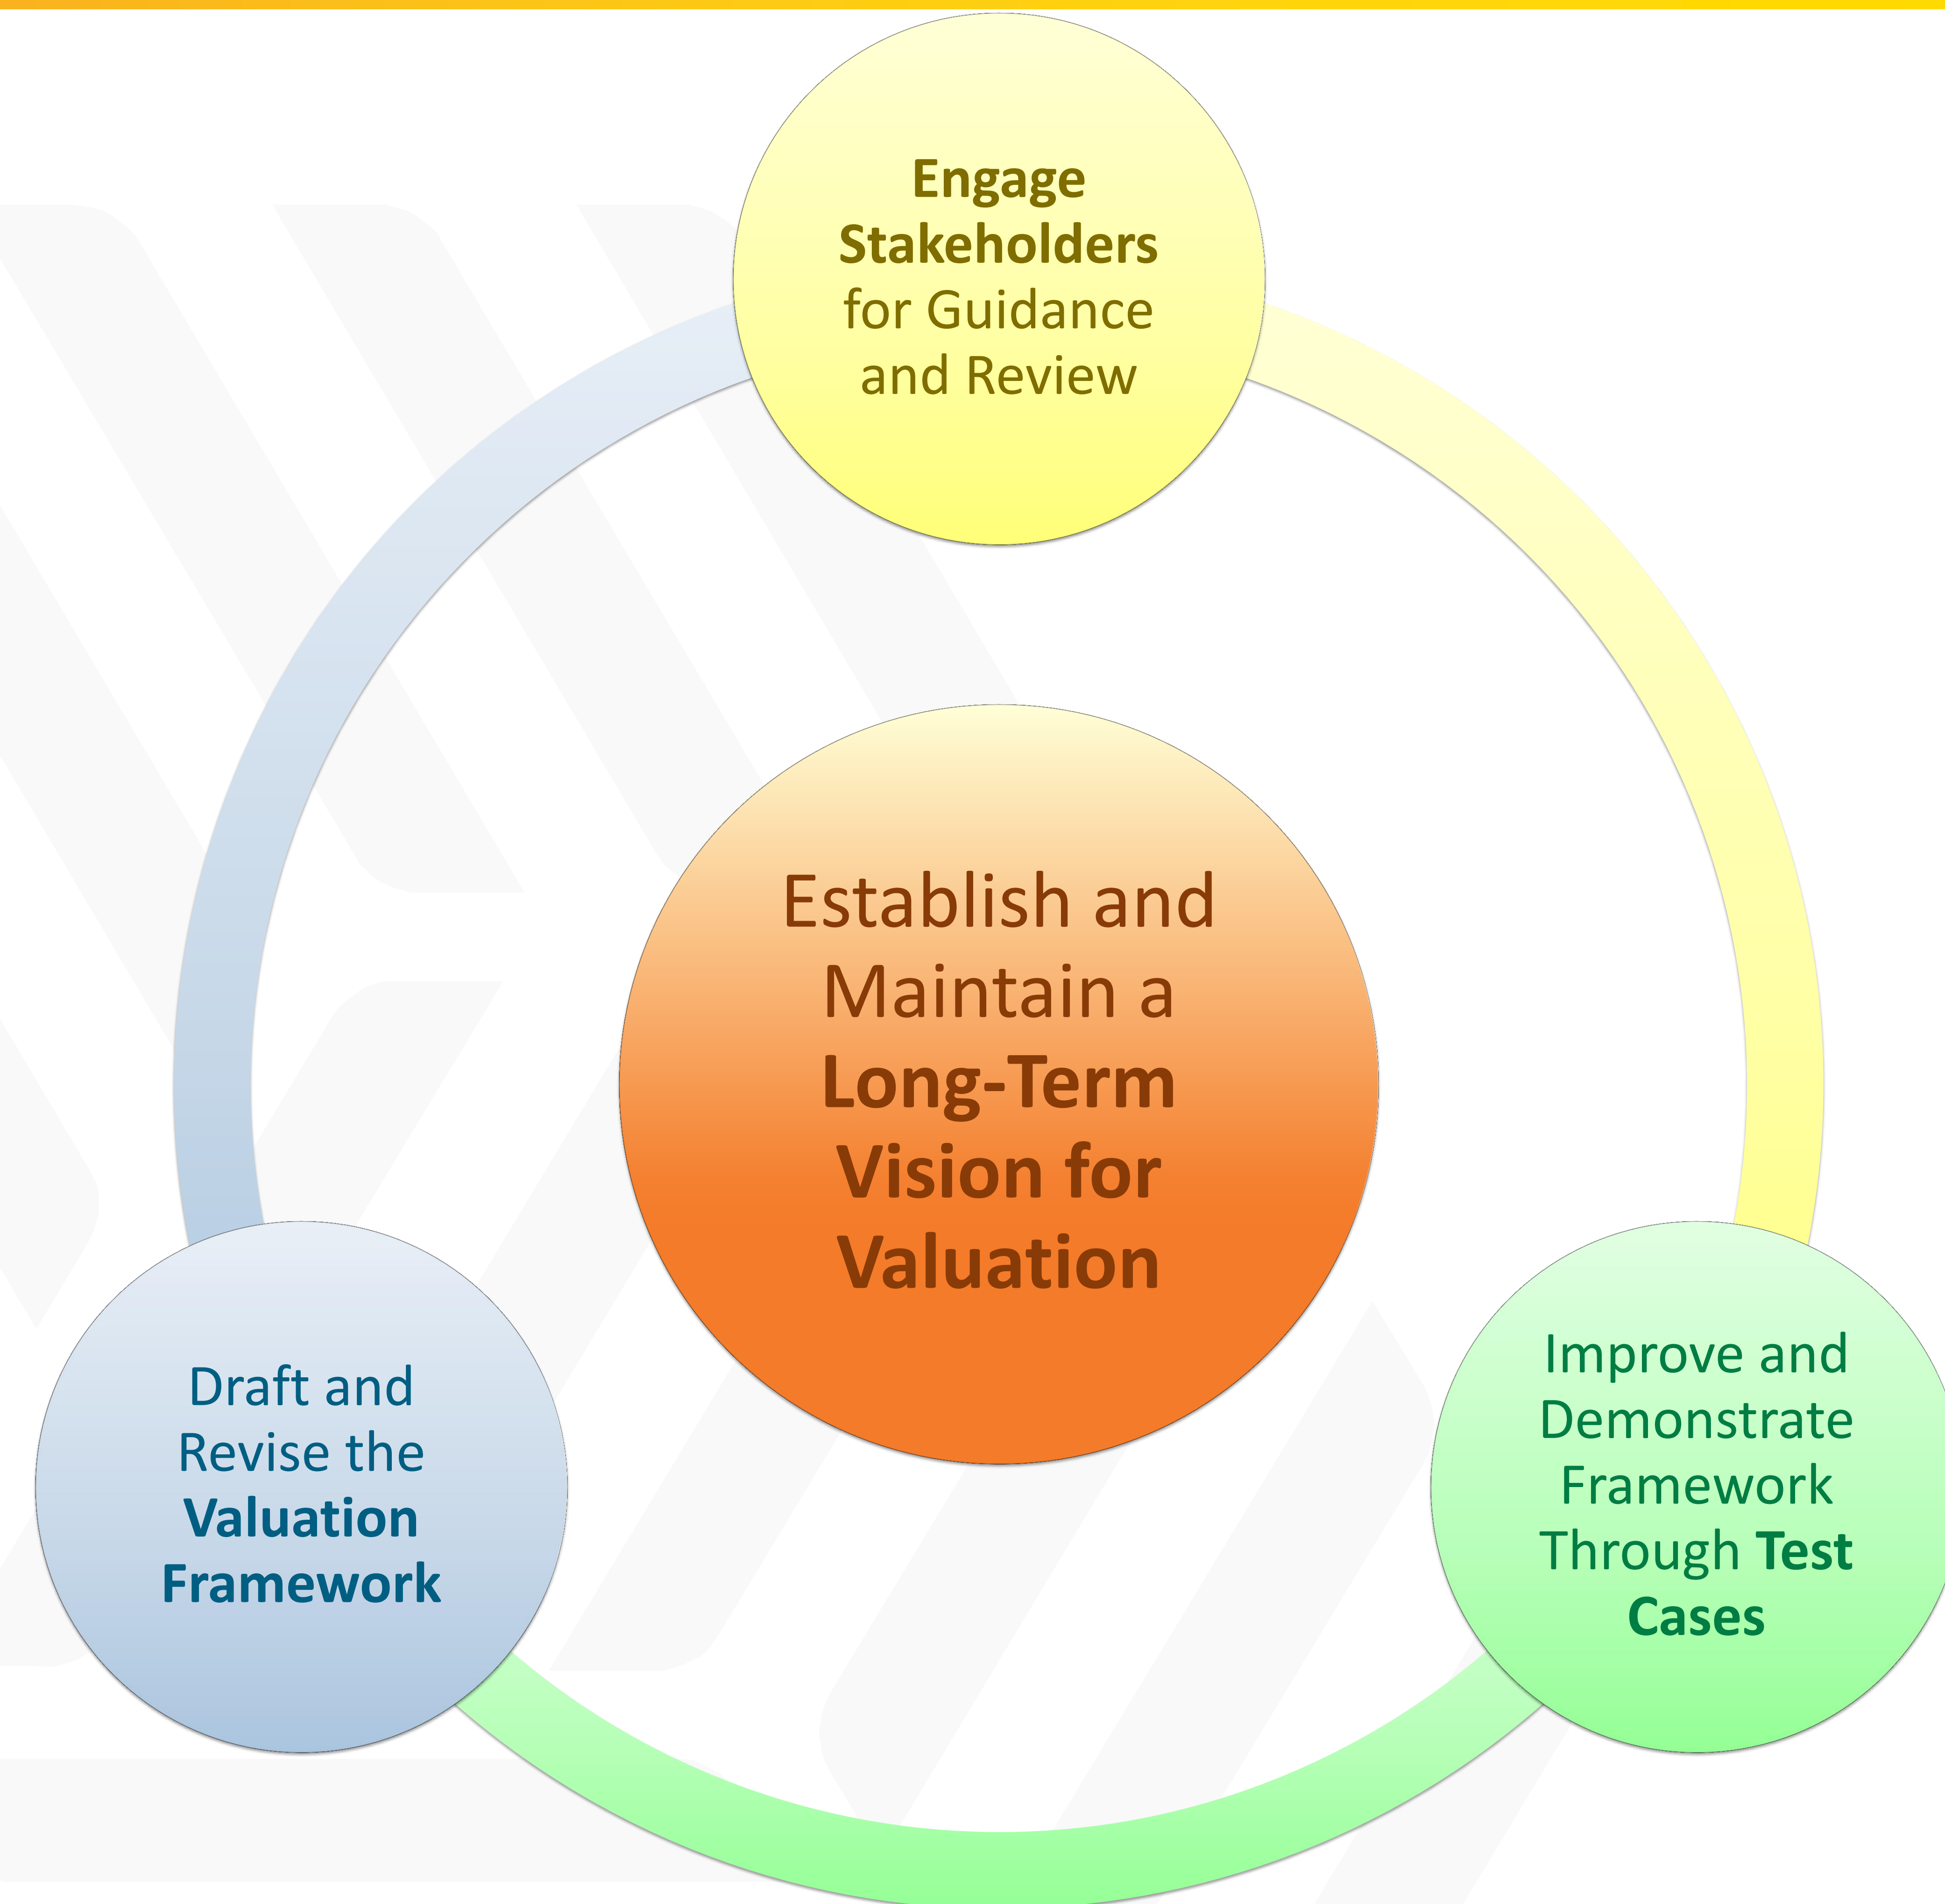 Engage
Stakeholders
for Guidance
and Review
Establish and
Maintain a
Long-Term
Vision for
Valuation
Draft and
Revise the
Valuation
Framework
Improve and
Demonstrate
Framework
Through Test
Cases